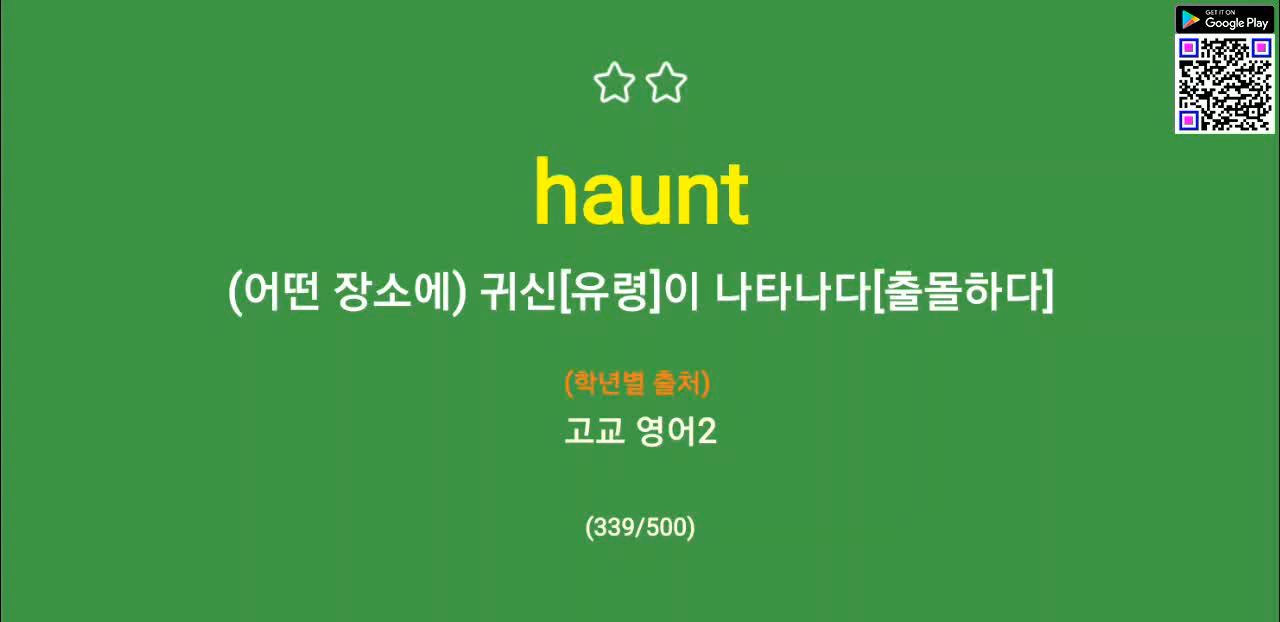 GET IT ON
Google Play
haunt
(어떤 장소에) 귀신[유령]이 나타나다[출몰하다]
(학년별 출처)
고교 영어2
(339/500)